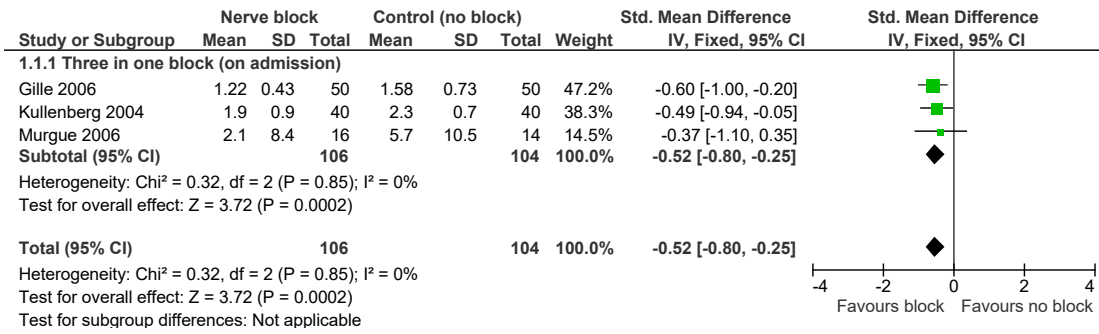 Nerve block Control (no block) Std. Mean Difference Std. Mean Difference
Study or Subgroup Mean SD Total Mean SD Total Weight IV, Fixed, 95% CI IV, Fixed, 95% CI
1.1.1 Three in one block (on admission)
Gille 2006 1.22 0.43 50 1.58 0.73 50 47.2% -0.60 [-1.00, -0.20]
Kullenberg 2004 1.9 0.9 40 2.3 0.7 40 38.3% -0.49 [-0.94, -0.05]
Murgue 2006 2.1 8.4 16 5.7 10.5 14 14.5% -0.37 [-1.10, 0.35]
Subtotal (95% CI) 106 104 100.0% -0.52 [-0.80, -0.25]
Heterogeneity: Chi² = 0.32, df = 2 (P = 0.85); I² = 0%
Test for overall effect: Z = 3.72 (P = 0.0002)
Total (95% CI) 106 104 100.0% -0.52 [-0.80, -0.25]
Heterogeneity: Chi² = 0.32, df = 2 (P = 0.85); I² = 0%
Test for overall effect: Z = 3.72 (P = 0.0002)
Test for subgroup differences: Not applicable
-4 -2 0 2 4
Favours block Favours no block